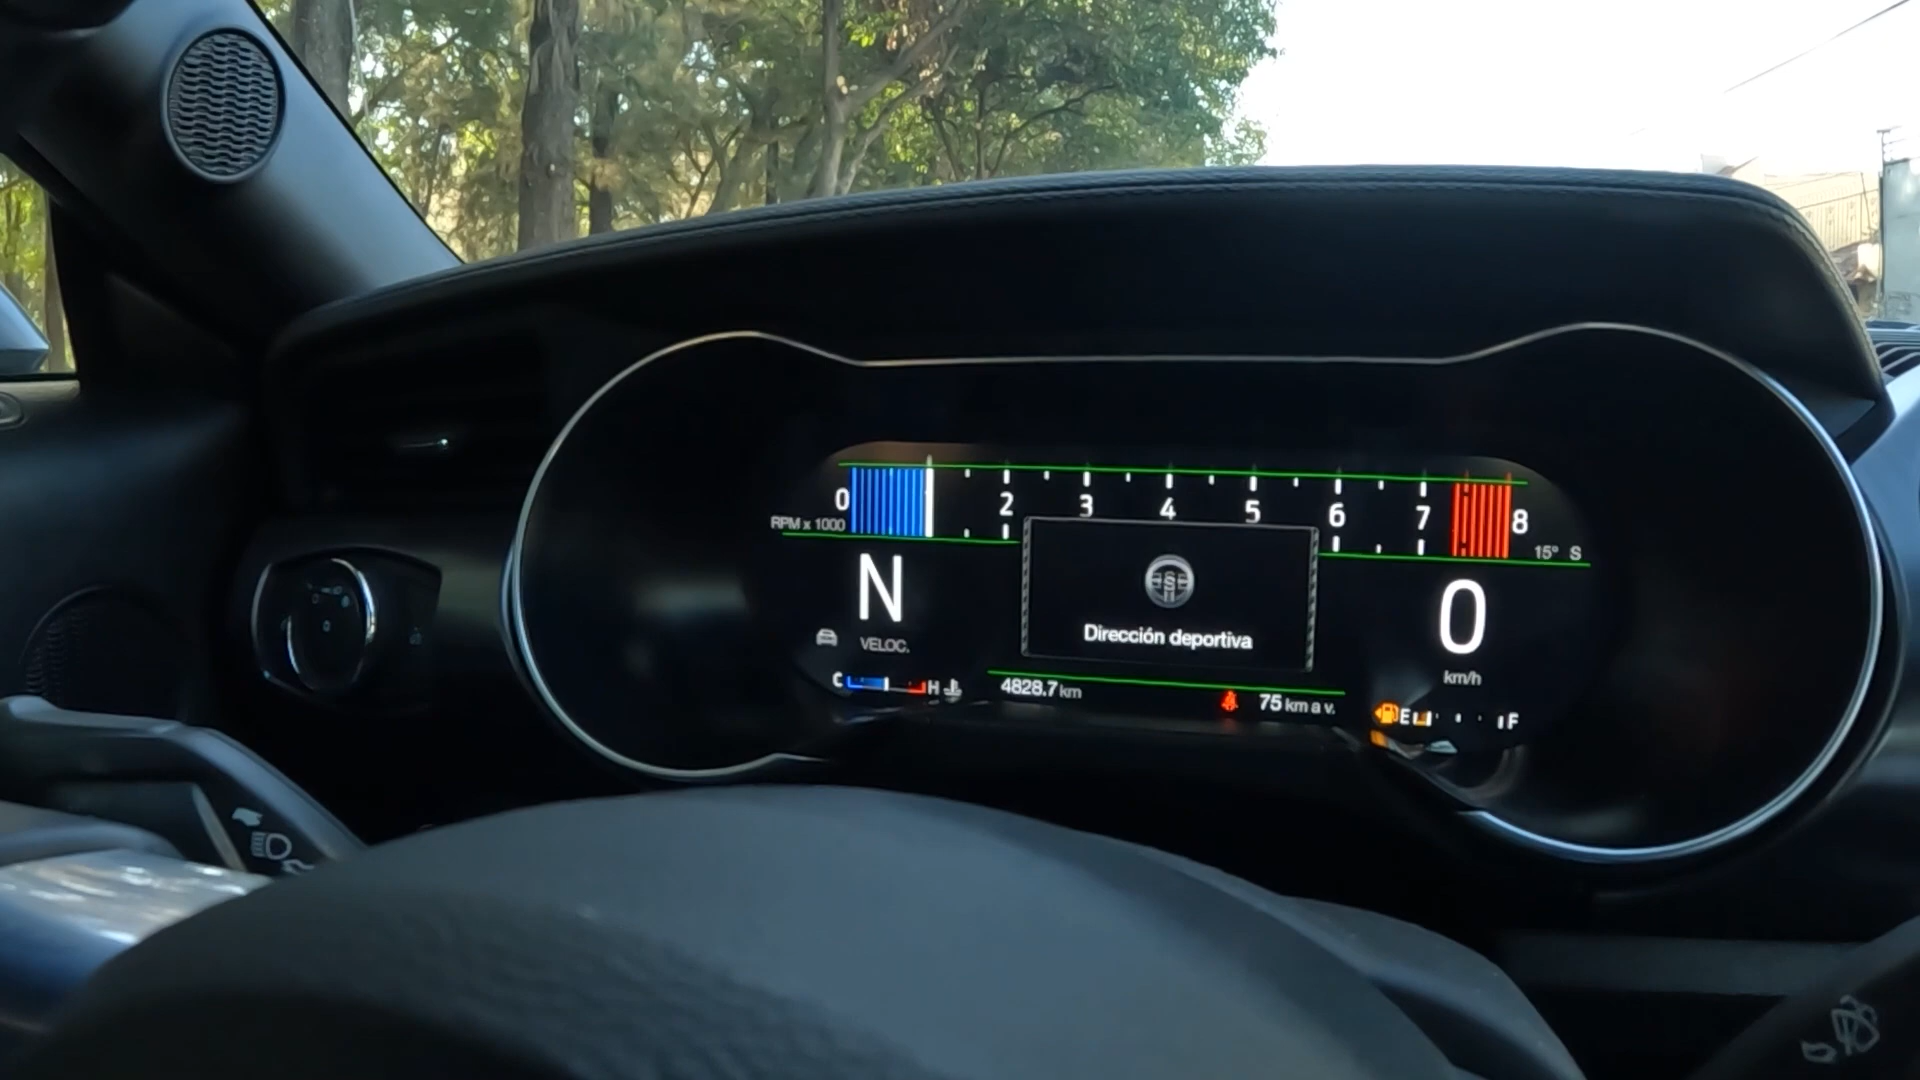 0 2 3 4 5 6 7 8
RPM x 1000
15° S
N
VELOC.
Dirección deportiva
0
km/h
C H
4828.7 km
75 km a v.
E F